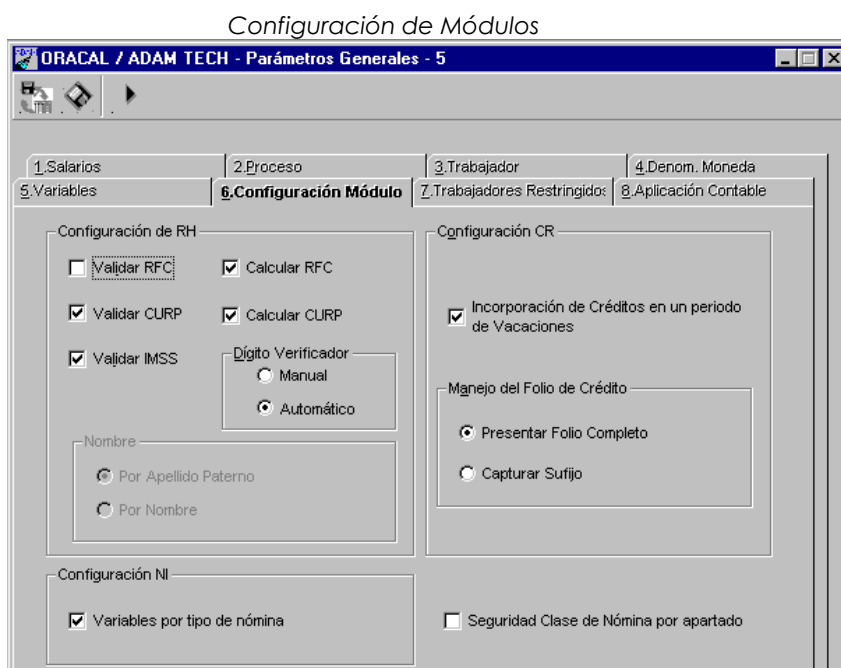 Configuración de Módulos
ORACAL / ADAM TECH - Parámetros Generales - 5
1.Salarios
2.Proceso
3.Trabajador
4.Denom. Moneda
5.Variables
6.Configuración Módulo
7.Trabajadores Restringidos
8.Aplicación Contable
Configuración de RH
Validar RFC
Calcular RFC
Validar CURP
Calcular CURP
Validar IMSS
Dígito Verificador
Manual
Automático
Nombre
Por Apellido Paterno
Por Nombre
Configuración CR
Incorporación de Créditos en un periodo
de Vacaciones
Manejo del Folio de Crédito
Presentar Folio Completo
Capturar Sufijo
Configuración NI
Variables por tipo de nómina
Seguridad Clase de Nómina por apartado